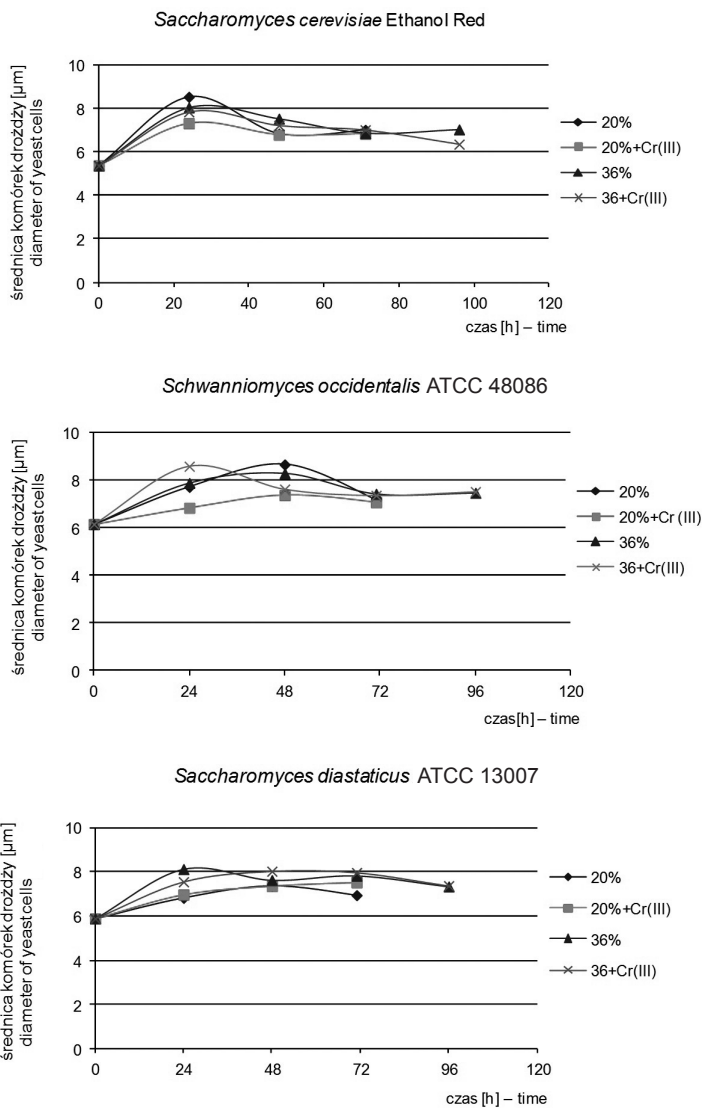 Saccharomyces cerevisiae Ethanol Red
średnica komórek drożdży [µm]
diameter of yeast cells
10
8
6
4
2
0
0 20 40 60 80 100 120
czas [h] – time
20%
20%+Cr(III)
36%
36+Cr(III)
Schwanniomyces occidentalis ATCC 48086
średnica komórek drożdży [µm]
diameter of yeast cells
10
8
6
4
2
0
0 24 48 72 96 120
czas[h] – time
20%
20%+Cr (III)
36%
36+Cr(III)
Saccharomyces diastaticus ATCC 13007
średnica komórek drożdży [µm]
diameter of yeast cells
10
8
6
4
2
0
0 24 48 72 96 120
czas [h] – time
20%
20%+Cr(III)
36%
36+Cr(III)